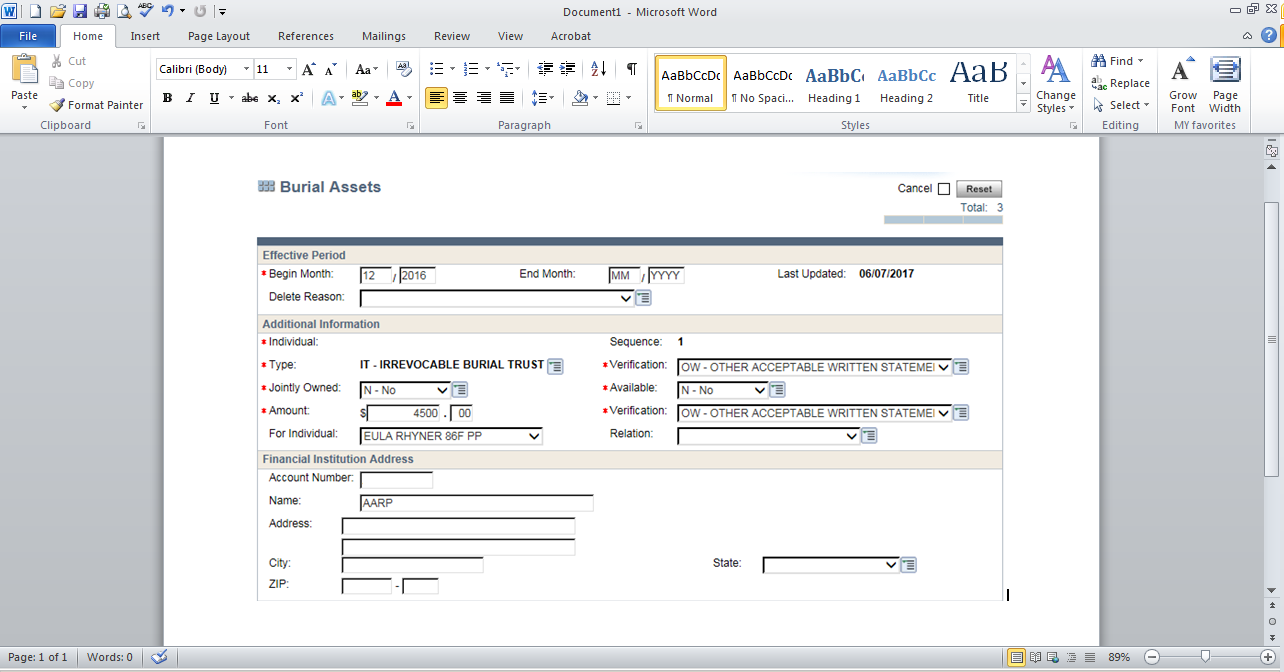 Document1 - Microsoft Word
File Home Insert Page Layout References Mailings Review View Acrobat
Paste Cut Copy Format Painter
Calibri (Body) 11
AaBbCcDc AaBbCcDc AaBbCc AaBbCc AaB
¶ Normal ¶ No Spaci... Heading 1 Heading 2 Title
Change Styles
Find Replace Select
Grow Font Page Width
Clipboard Font Paragraph Styles Editing MY favorites
Burial Assets
Cancel Reset
Total: 3
Effective Period
*Begin Month: 12 / 2016 End Month: MM / YYYY Last Updated: 06/07/2017
Delete Reason:
Additional Information
*Individual: Sequence: 1
*Type: IT - IRREVOCABLE BURIAL TRUST *Verification: OW - OTHER ACCEPTABLE WRITTEN STATEME
*Jointly Owned: N - No *Available: N - No
*Amount: $ 4500 . 00 *Verification: OW - OTHER ACCEPTABLE WRITTEN STATEME
For Individual: EULA RHYNER 86F PP Relation:
Financial Institution Address
Account Number:
Name: AARP
Address:
City: State:
ZIP: -
Page: 1 of 1 Words: 0 89%